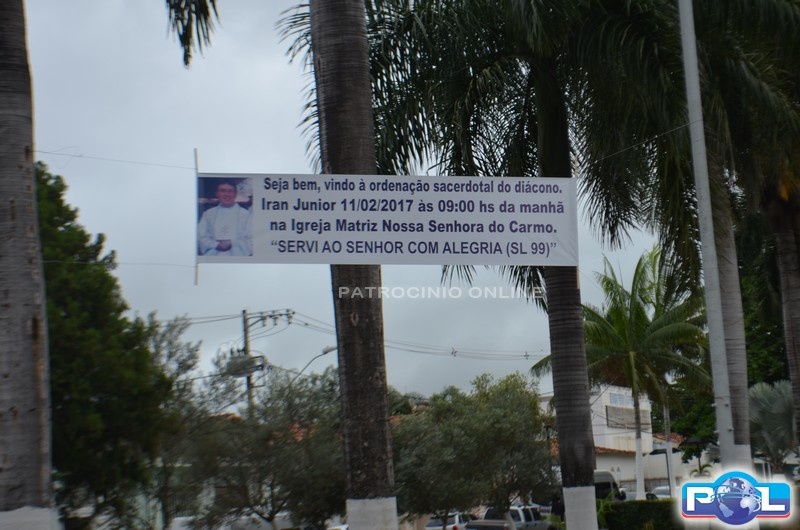 Seja bem, vindo à ordenação sacerdotal do diácono.
Iran Junior 11/02/2017 às 09:00 hs da manhã
na Igreja Matriz Nossa Senhora do Carmo.
“SERVI AO SENHOR COM ALEGRIA (SL 99)”
PATROCINIO ONLINE
POL